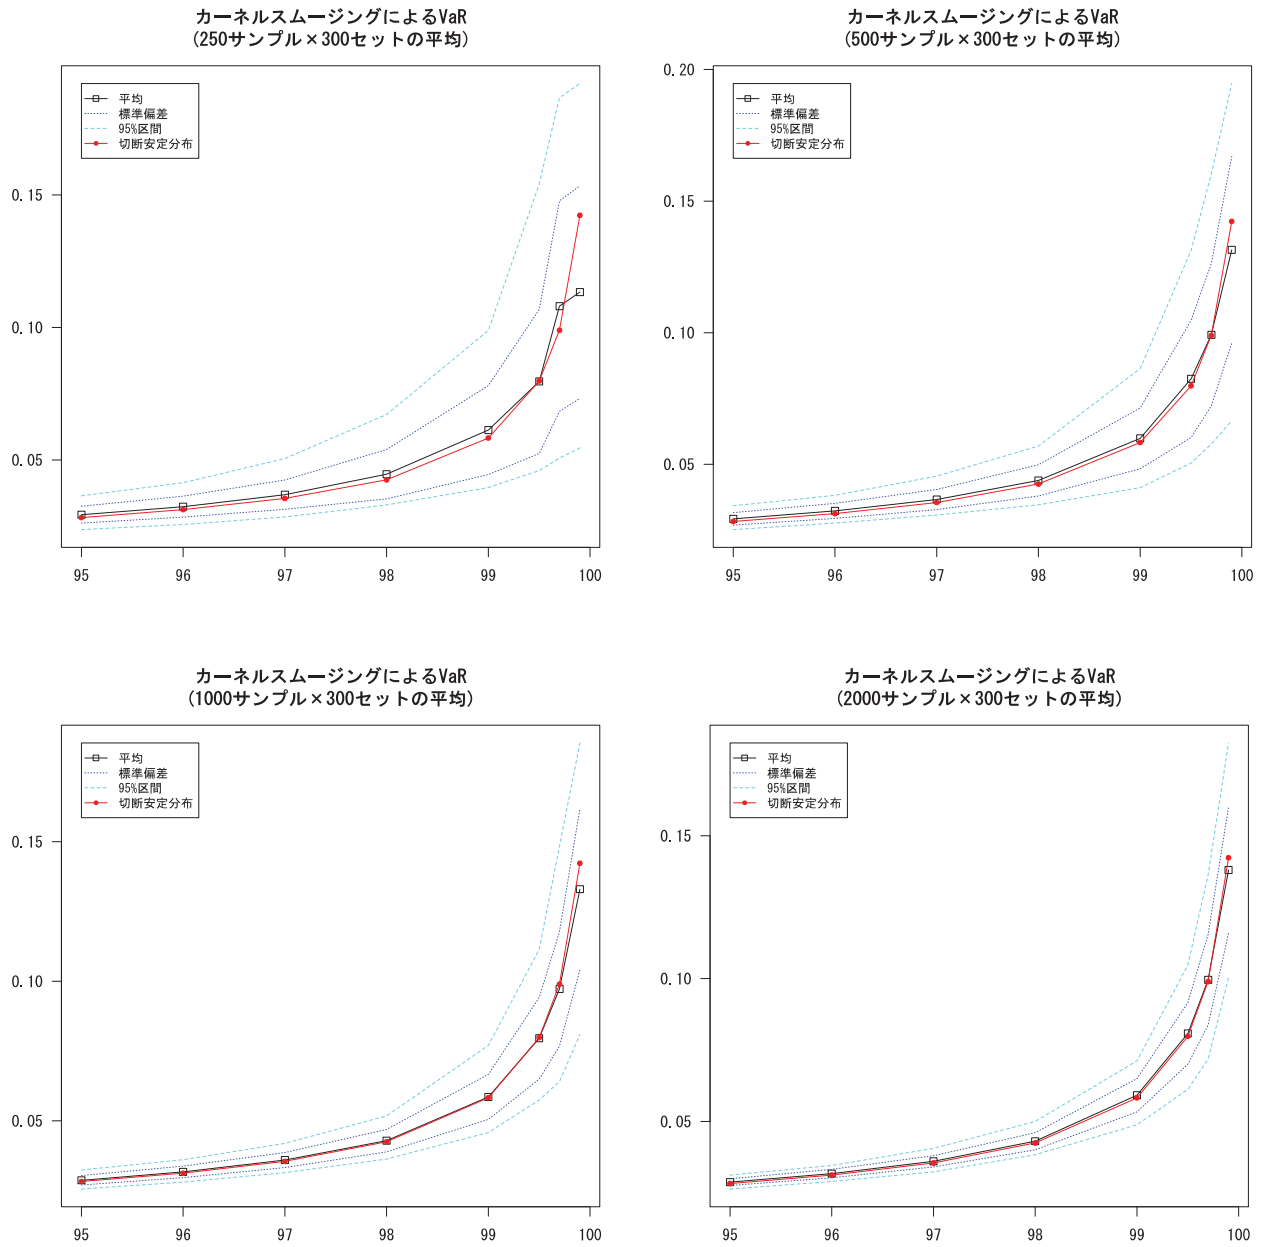 カーネルスムージングによるVaR
(250サンプル×300セットの平均)
平均
標準偏差
95%区間
切断安定分布
0.15
0.10
0.05
95 96 97 98 99 100
カーネルスムージングによるVaR
(500サンプル×300セットの平均)
平均
標準偏差
95%区間
切断安定分布
0.20
0.15
0.10
0.05
95 96 97 98 99 100
カーネルスムージングによるVaR
(1000サンプル×300セットの平均)
平均
標準偏差
95%区間
切断安定分布
0.15
0.10
0.05
95 96 97 98 99 100
カーネルスムージングによるVaR
(2000サンプル×300セットの平均)
平均
標準偏差
95%区間
切断安定分布
0.15
0.10
0.05
95 96 97 98 99 100